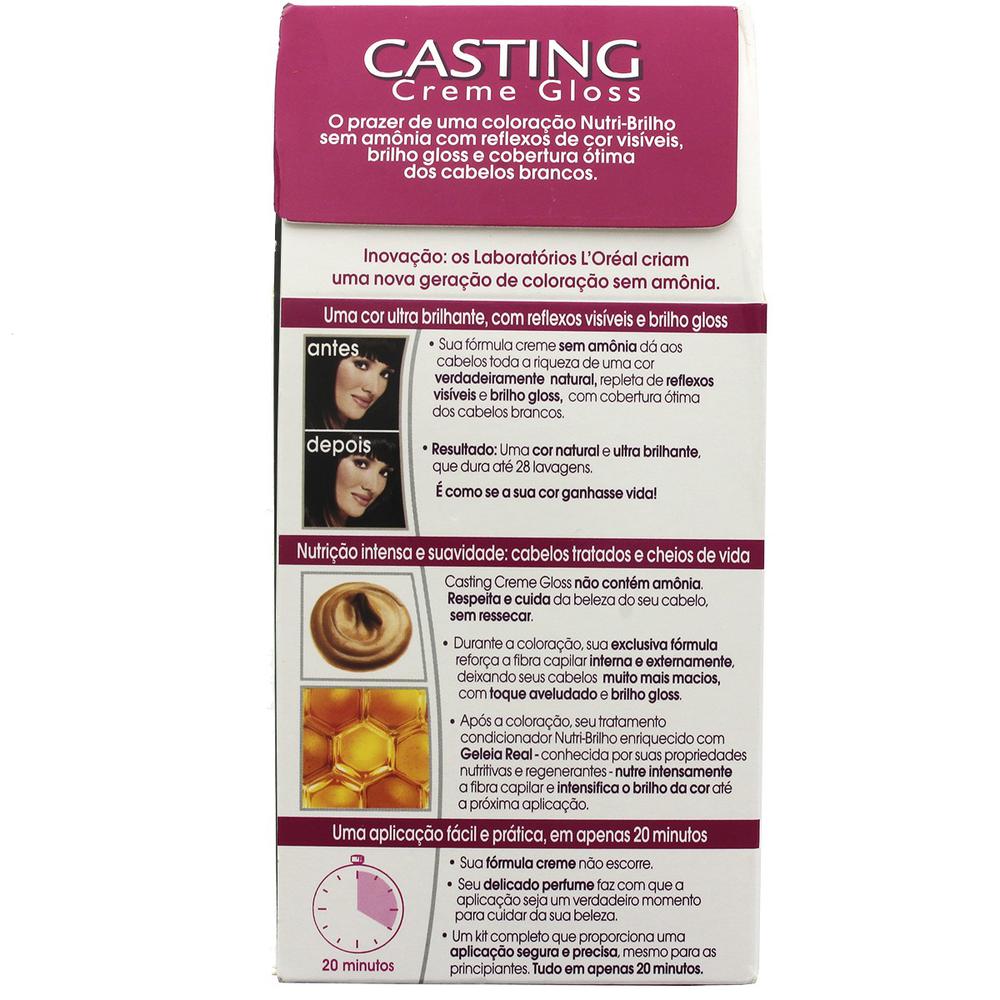 CASTING
Creme Gloss
O prazer de uma coloração Nutri-Brilho
sem amônia com reflexos de cor visíveis,
brilho gloss e cobertura ótima
dos cabelos brancos.
Inovação: os Laboratórios L'Oréal criam
uma nova geração de coloração sem amônia.
Uma cor ultra brilhante, com reflexos visíveis e brilho gloss
antes
• Sua fórmula creme sem amônia dá aos
cabelos toda a riqueza de uma cor
verdadeiramente natural, repleta de reflexos
visíveis e brilho gloss, com cobertura ótima
dos cabelos brancos.
depois
• Resultado: Uma cor natural e ultra brilhante,
que dura até 28 lavagens.
É como se a sua cor ganhasse vida!
Nutrição intensa e suavidade: cabelos tratados e cheios de vida
Casting Creme Gloss não contém amônia.
Respeita e cuida da beleza do seu cabelo,
sem ressecar.
• Durante a coloração, sua exclusiva fórmula
reforça a fibra capilar interna e externamente,
deixando seus cabelos muito mais macios,
com toque aveludado e brilho gloss.
• Após a coloração, seu tratamento
condicionador Nutri-Brilho enriquecido com
Geleia Real - conhecida por suas propriedades
nutritivas e regenerantes - nutre intensamente
a fibra capilar e intensifica o brilho da cor até
a próxima aplicação.
Uma aplicação fácil e prática, em apenas 20 minutos
• Sua fórmula creme não escorre.
• Seu delicado perfume faz com que a
aplicação seja um verdadeiro momento
para cuidar da sua beleza.
• Um kit completo que proporciona uma
aplicação segura e precisa, mesmo para as
principiantes. Tudo em apenas 20 minutos.
20 minutos